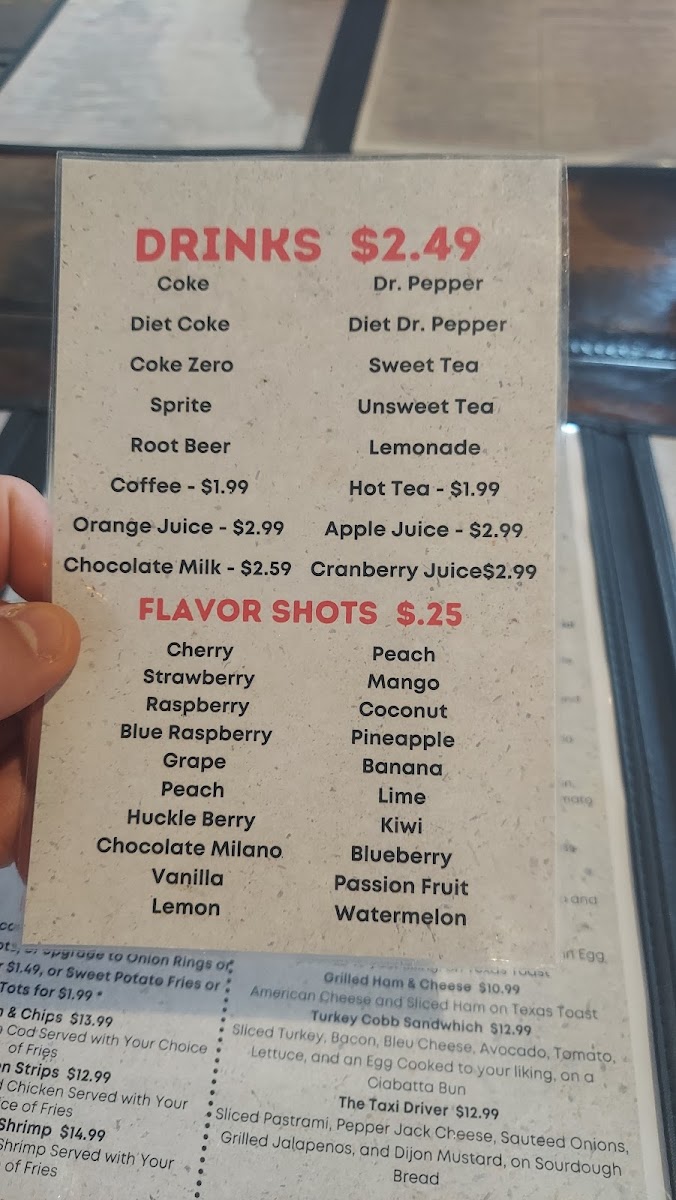 DRINKS $2.49
Coke
Dr. Pepper
Diet Coke
Diet Dr. Pepper
Coke Zero
Sweet Tea
Sprite
Unsweet Tea
Root Beer
Lemonade
Coffee - $1.99
Hot Tea - $1.99
Orange Juice - $2.99
Apple Juice - $2.99
Chocolate Milk - $2.59
Cranberry Juice$2.99
FLAVOR SHOTS $.25
Cherry
Peach
Strawberry
Mango
Raspberry
Coconut
Blue Raspberry
Pineapple
Grape
Banana
Peach
Lime
Huckle Berry
Kiwi
Chocolate Milano
Blueberry
Vanilla
Passion Fruit
Lemon
Watermelon
and
Egg
upgrade to Onion Rings or
$1.49, or Sweet Potato Fries or
Tots for $1.99 *
& Chips $13.99
Cod Served with Your Choice
of Fries
Strips $12.99
Chicken Served with Your
of Fries
Shrimp $14.99
Shrimp Served with Your
of Fries
Grilled Ham & Cheese $10.99
American Cheese and Sliced Ham on Texas Toast
Turkey Cobb Sandwhich $12.99
Sliced Turkey, Bacon, Bleu Cheese, Avocado, Tomato,
Lettuce, and an Egg Cooked to your liking, on a
Ciabatta Bun
The Taxi Driver $12.99
Sliced Pastrami, Pepper Jack Cheese, Sauteed Onions,
Grilled Jalapenos, and Dijon Mustard, on Sourdough
Bread